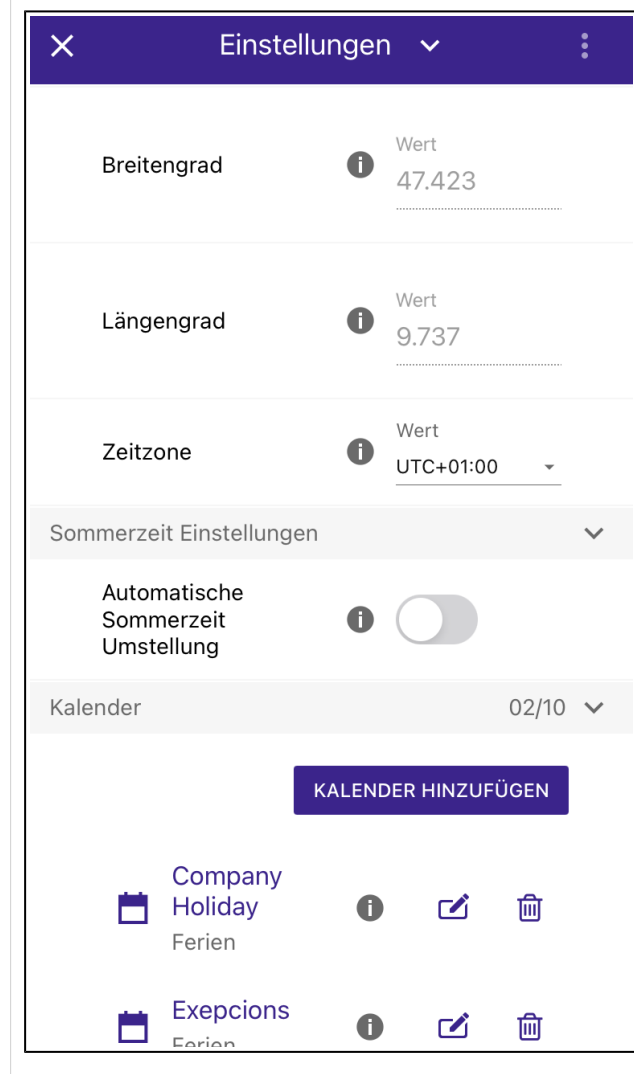 Einstellungen
Wert
Breitengrad
47.423
Wert
Längengrad
9.737
Wert
Zeitzone
UTC+01:00
Sommerzeit Einstellungen
Automatische
Sommerzeit
Umstellung
Kalender 02/10
KALENDER HINZUFÜGEN
Company
Holiday
Ferien
Exepcions
Ferien